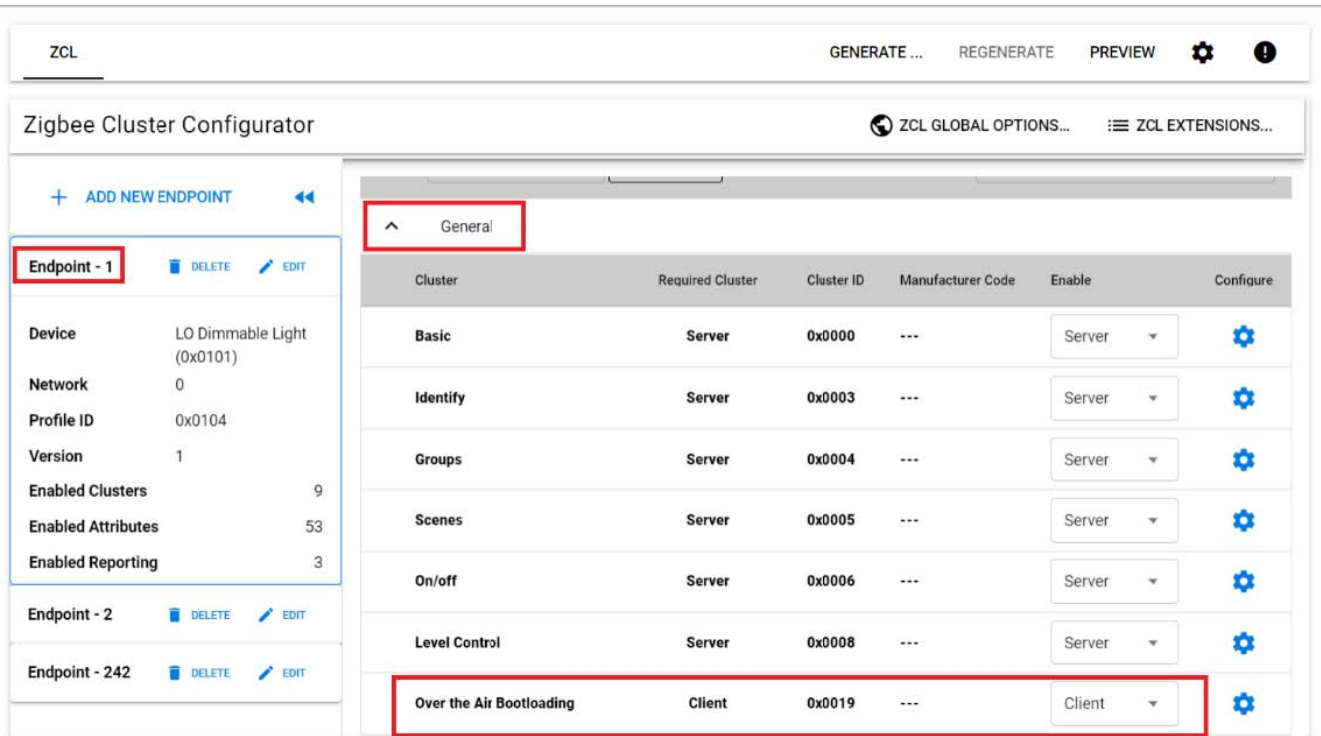 ZCL GENERATE ... REGENERATE PREVIEW
Zigbee Cluster Configurator ZCL GLOBAL OPTIONS... ZCL EXTENSIONS...
ADD NEW ENDPOINT
Endpoint - 1 DELETE EDIT
Device LO Dimmable Light
(0x0101)
Network 0
Profile ID 0x0104
Version 1
Enabled Clusters 9
Enabled Attributes 53
Enabled Reporting 3
Endpoint - 2 DELETE EDIT
Endpoint - 242 DELETE EDIT
General
Cluster Required Cluster Cluster ID Manufacturer Code Enable Configure
Basic Server 0x0000 --- Server
Identify Server 0x0003 --- Server
Groups Server 0x0004 --- Server
Scenes Server 0x0005 --- Server
On/off Server 0x0006 --- Server
Level Control Server 0x0008 --- Server
Over the Air Bootloading Client 0x0019 --- Client